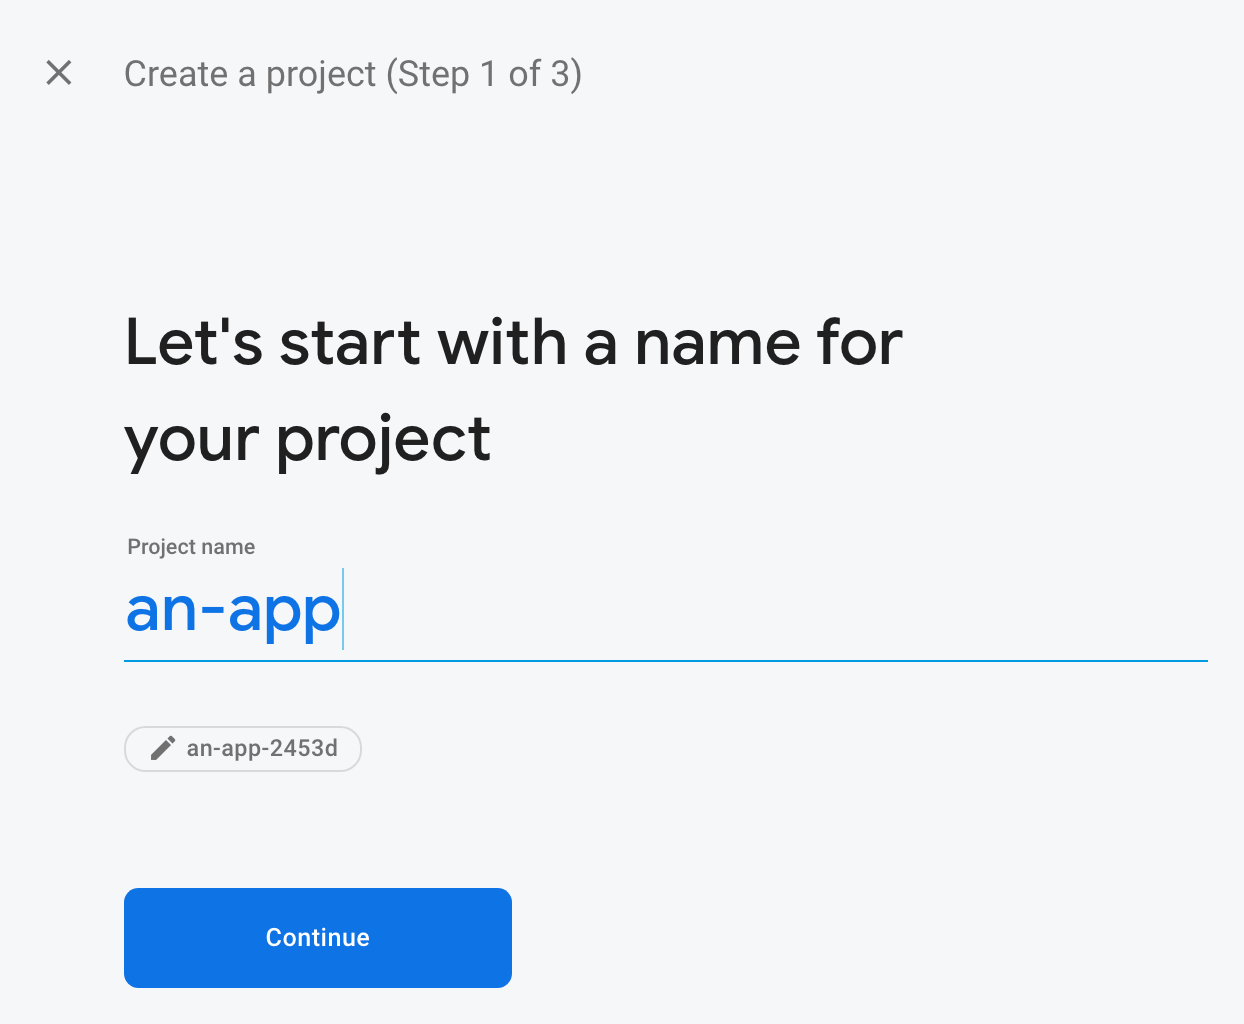 Create a project (Step 1 of 3)
Let's start with a name for
your project
Project name
an-app
an-app-2453d
Continue